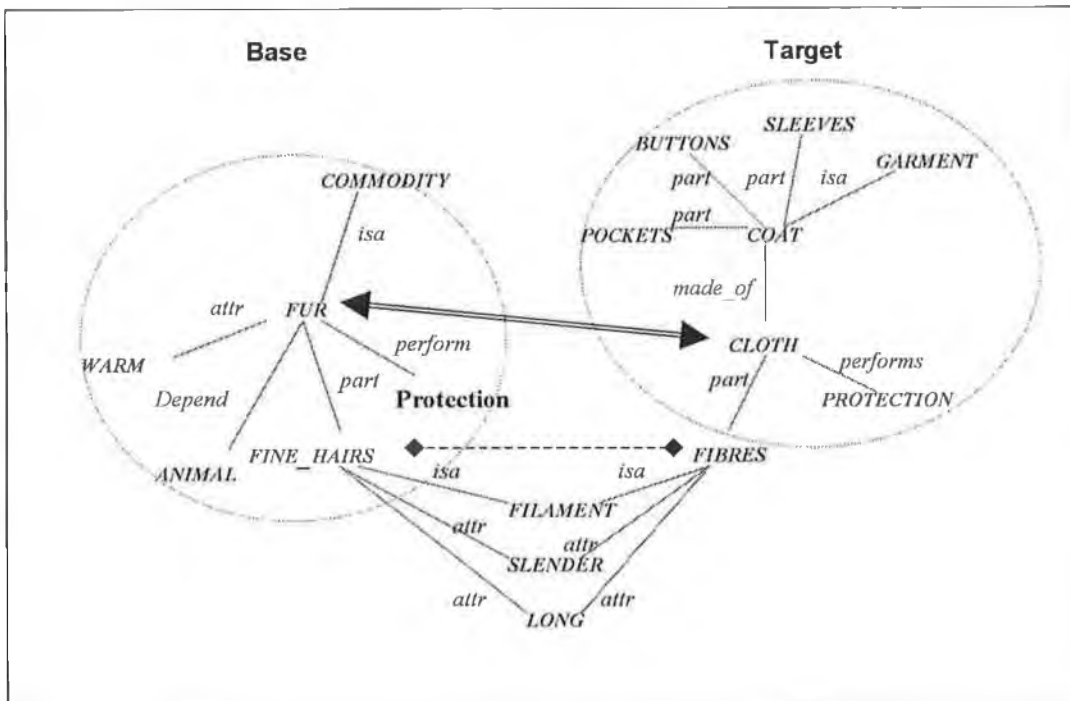 Base
Target
SLEEVES
BUTTONS
GARMENT
part
part
isa
COMMODITY
part
POCKETS
COAT
isa
made_of
attr
FUR
perform
CLOTH
performs
WARM
part
part
Depend
Protection
PROTECTION
ANIMAL
FINE_HAIRS
FIBRES
isa
isa
FILAMENT
attr
attr
SLENDER
attr
attr
LONG